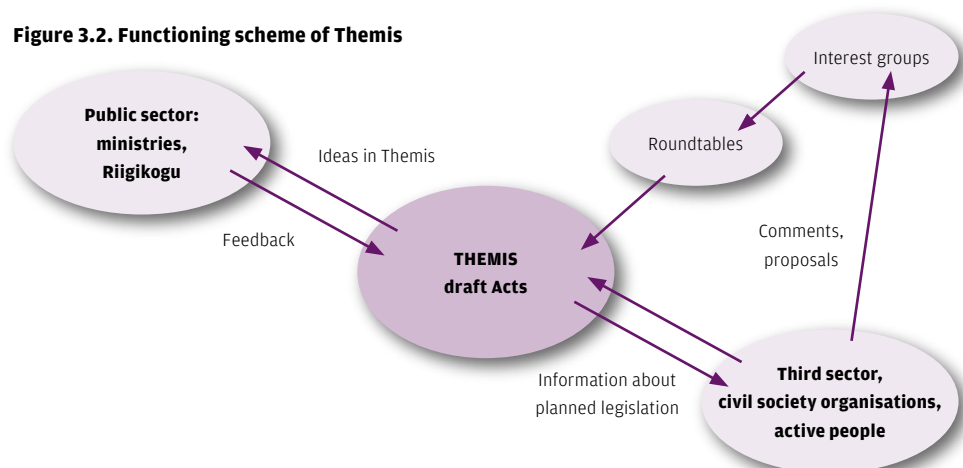 Figure 3.2. Functioning scheme of Themis
Interest groups
Public sector:
ministries,
Riigikogu
Roundtables
Ideas in Themis
Feedback
Comments,
proposals
THEMIS
draft Acts
Information about
planned legislation
Third sector,
civil society organisations,
active people